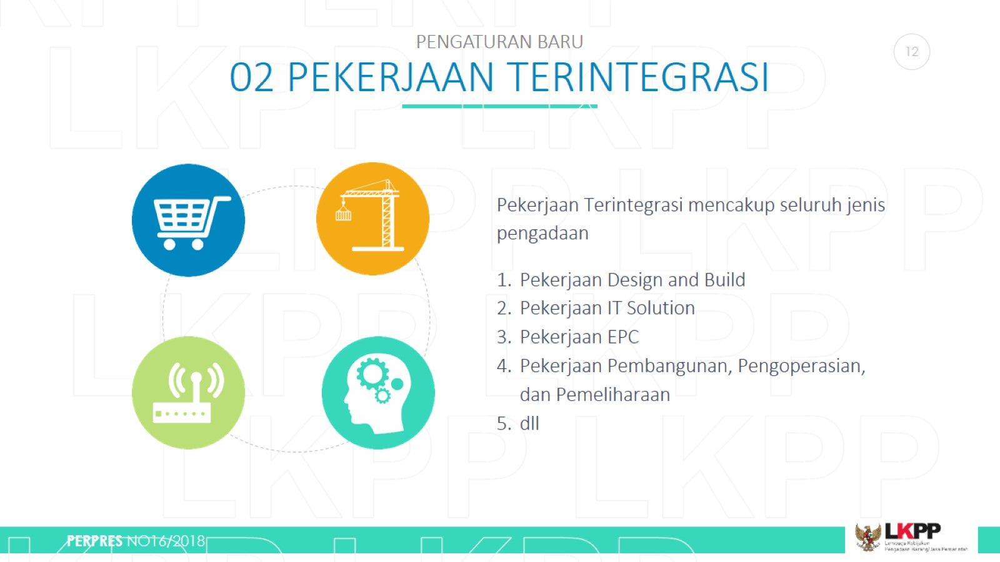 PENGATURAN BARU
12
02 PEKERJAAN TERINTEGRASI
Pekerjaan Terintegrasi mencakup seluruh jenis
pengadaan
1. Pekerjaan Design and Build
2. Pekerjaan IT Solution
3. Pekerjaan EPC
4. Pekerjaan Pembangunan, Pengoperasian,
dan Pemeliharaan
5. dll
PERPRES NO16/2018
LKPP
Lembaga Kebijakan
Pengadaan Barang/Jasa Pemerintah